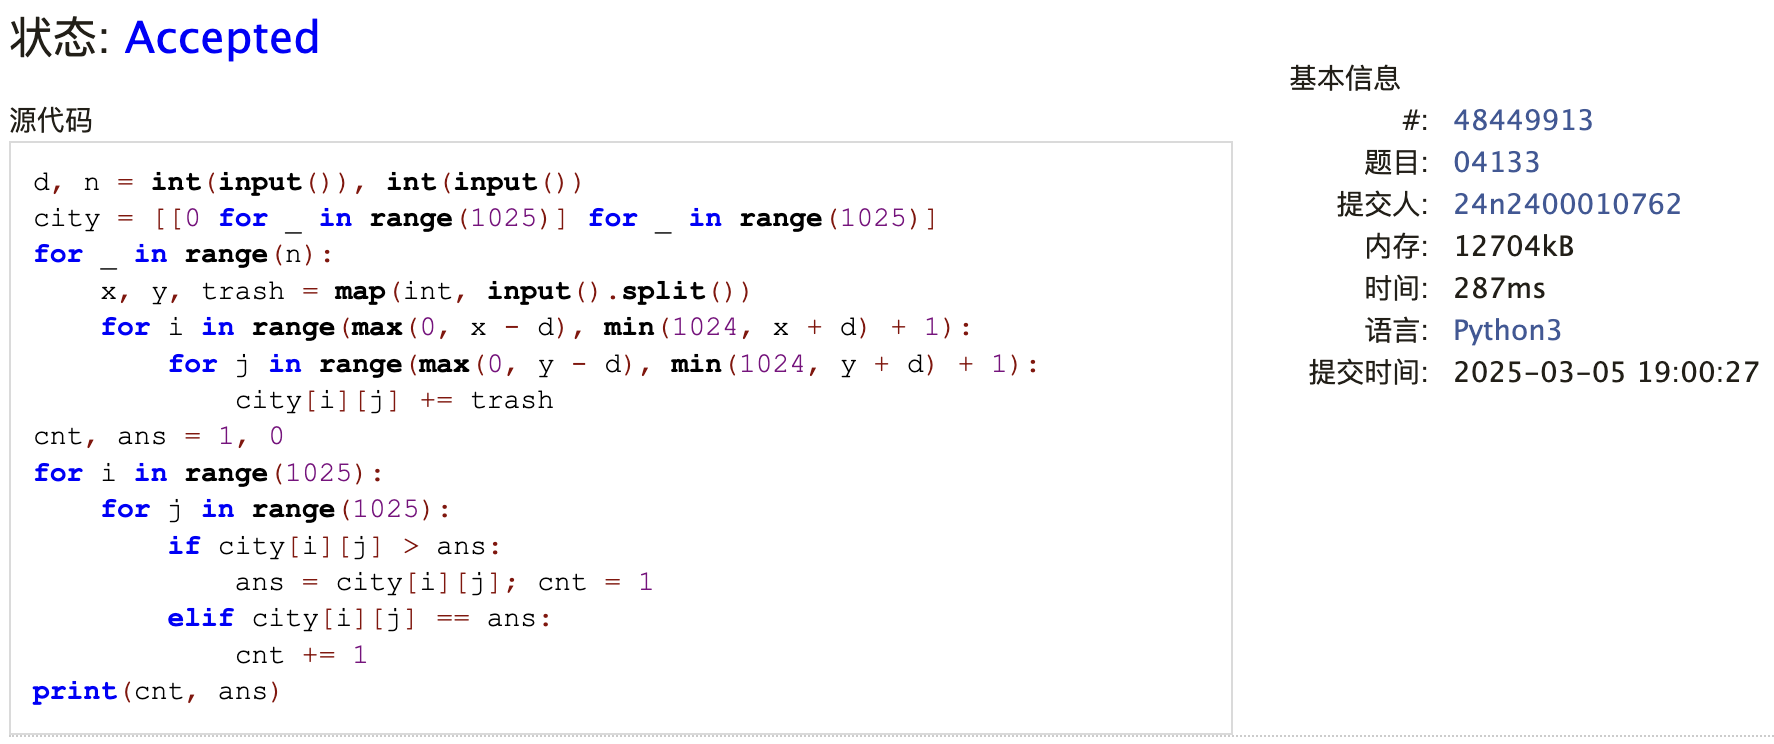 状态: Accepted
源代码
d, n = int(input()), int(input())
city = [[0 for _ in range(1025)] for _ in range(1025)]
for _ in range(n):
    x, y, trash = map(int, input().split())
    for i in range(max(0, x - d), min(1024, x + d) + 1):
        for j in range(max(0, y - d), min(1024, y + d) + 1):
            city[i][j] += trash
cnt, ans = 1, 0
for i in range(1025):
    for j in range(1025):
        if city[i][j] > ans:
            ans = city[i][j]; cnt = 1
        elif city[i][j] == ans:
            cnt += 1
print(cnt, ans)
基本信息
#: 48449913
题目: 04133
提交人: 24n2400010762
内存: 12704kB
时间: 287ms
语言: Python3
提交时间: 2025-03-05 19:00:27